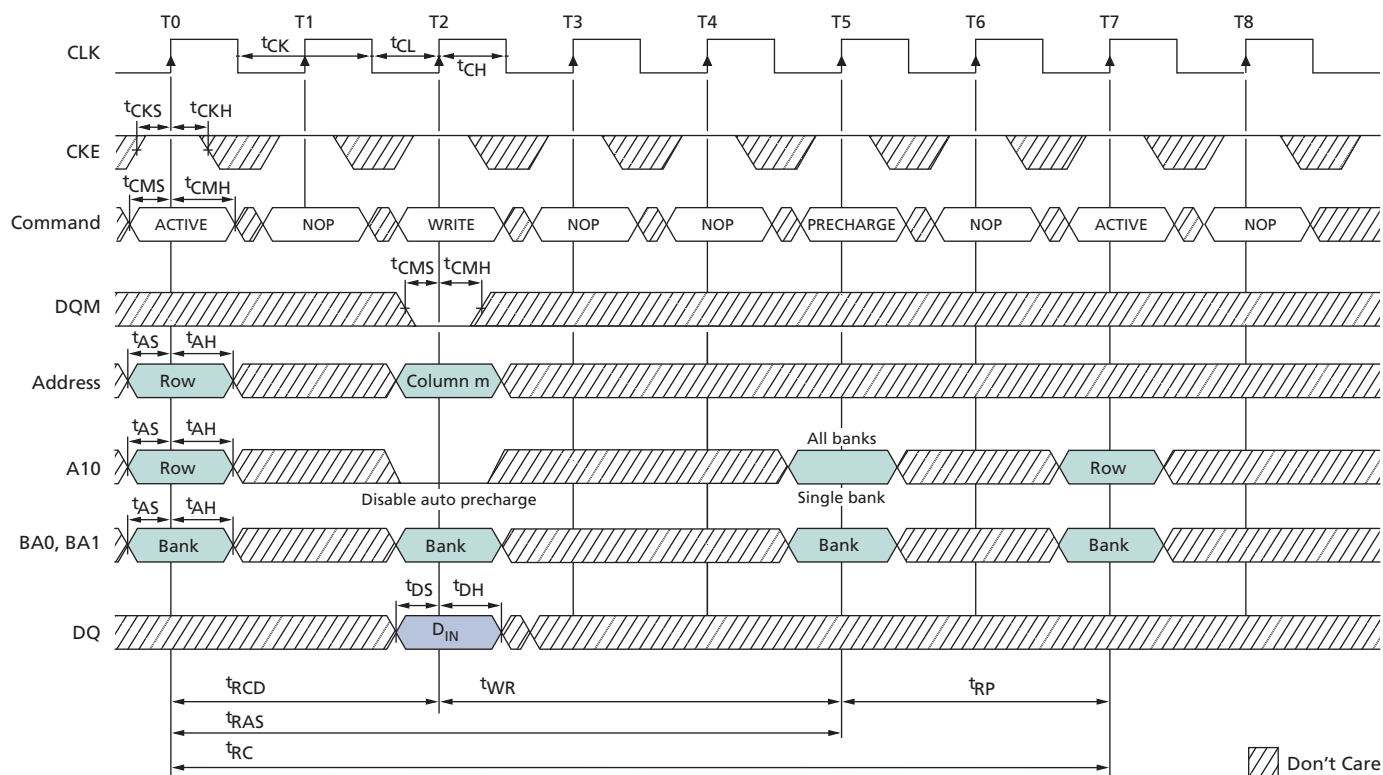 T0 T1 T2 T3 T4 T5 T6 T7 T8
CLK
tCK tCL tCH
tCKS tCKH
CKE
tCMS tCMH
Command ACTIVE NOP WRITE NOP NOP PRECHARGE NOP ACTIVE NOP
tCMS tCMH
DQM
tAS tAH
Address Row Column m
tAS tAH All banks
A10 Row Row
Disable auto precharge Single bank
tAS tAH
BA0, BA1 Bank Bank Bank Bank
tDS tDH
DQ DIN
tRCD tWR tRP
tRAS
tRC
Don't Care